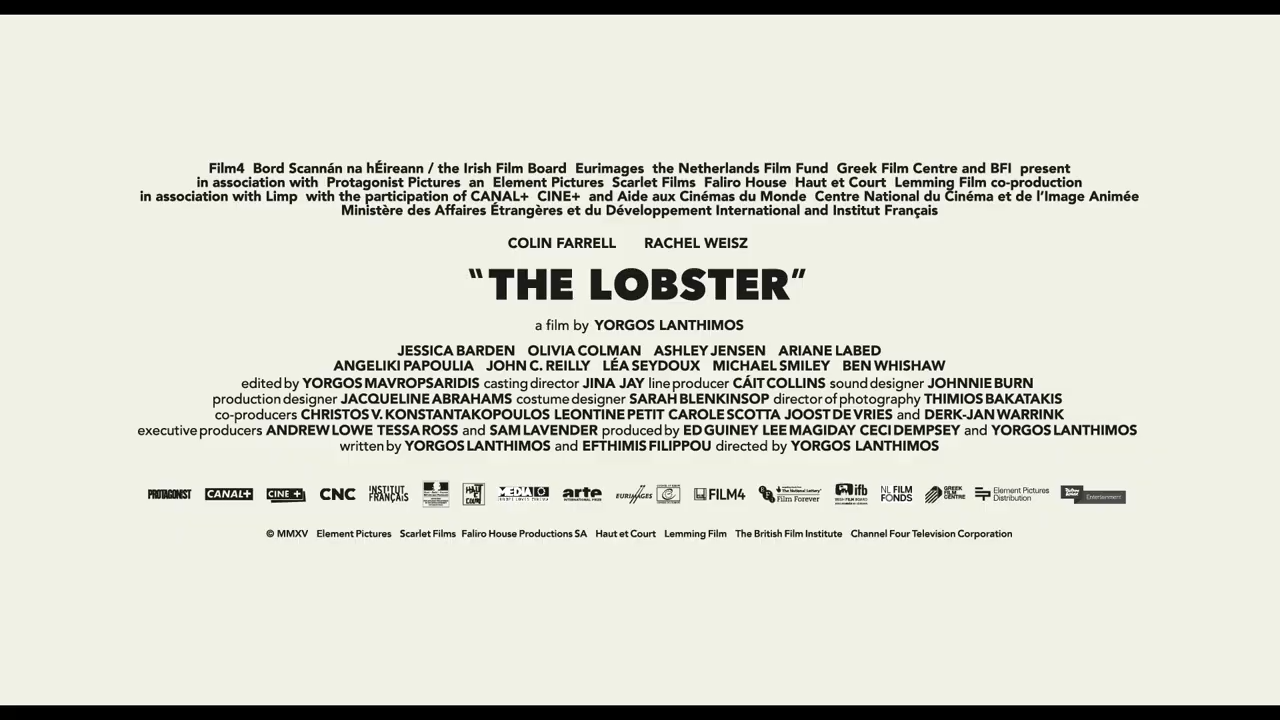 Film4 Bord Scannán na hÉireann / the Irish Film Board Eurimages the Netherlands Film Fund Greek Film Centre and BFI present
in association with Protagonist Pictures an Element Pictures Scarlet Films Faliro House Haut et Court Lemming Film co-production
in association with Limp with the participation of CANAL+ CINE+ and Aide aux Cinémas du Monde Centre National du Cinéma et de l'Image Animée
Ministère des Affaires Étrangères et du Développement International and Institut Français
COLIN FARRELL RACHEL WEISZ
"THE LOBSTER"
a film by YORGOS LANTHIMOS
JESSICA BARDEN OLIVIA COLMAN ASHLEY JENSEN ARIANE LABED
ANGELIKI PAPOULIA JOHN C. REILLY LÉA SEYDOUX MICHAEL SMILEY BEN WHISHAW
edited by YORGOS MAVROPSARIDIS casting director JINA JAY line producer CÁIT COLLINS sound designer JOHNNIE BURN
production designer JACQUELINE ABRAHAMS costume designer SARAH BLENKINSOP director of photography THIMIOS BAKATAKIS
co-producers CHRISTOS V. KONSTANTAKOPOULOS LEONTINE PETIT CAROLE SCOTTA JOOST DE VRIES and DERK-JAN WARRINK
executive producers ANDREW LOWE TESSA ROSS and SAM LAVENDER produced by ED GUINEY LEE MAGIDAY CECI DEMPSEY and YORGOS LANTHIMOS
written by YORGOS LANTHIMOS and EFTHIMIS FILIPPOU directed by YORGOS LANTHIMOS
PROTAGONIST CANAL+ CINE+ CNC INSTITUT FRANÇAIS HAUT et COURT MEDIA arte EURIMAGES FILM4 The National Lottery Film Forever ifb NL FILM FONDS GREEK FILM CENTRE Element Pictures Distribution Entertainment
© MMXV Element Pictures Scarlet Films Faliro House Productions SA Haut et Court Lemming Film The British Film Institute Channel Four Television Corporation